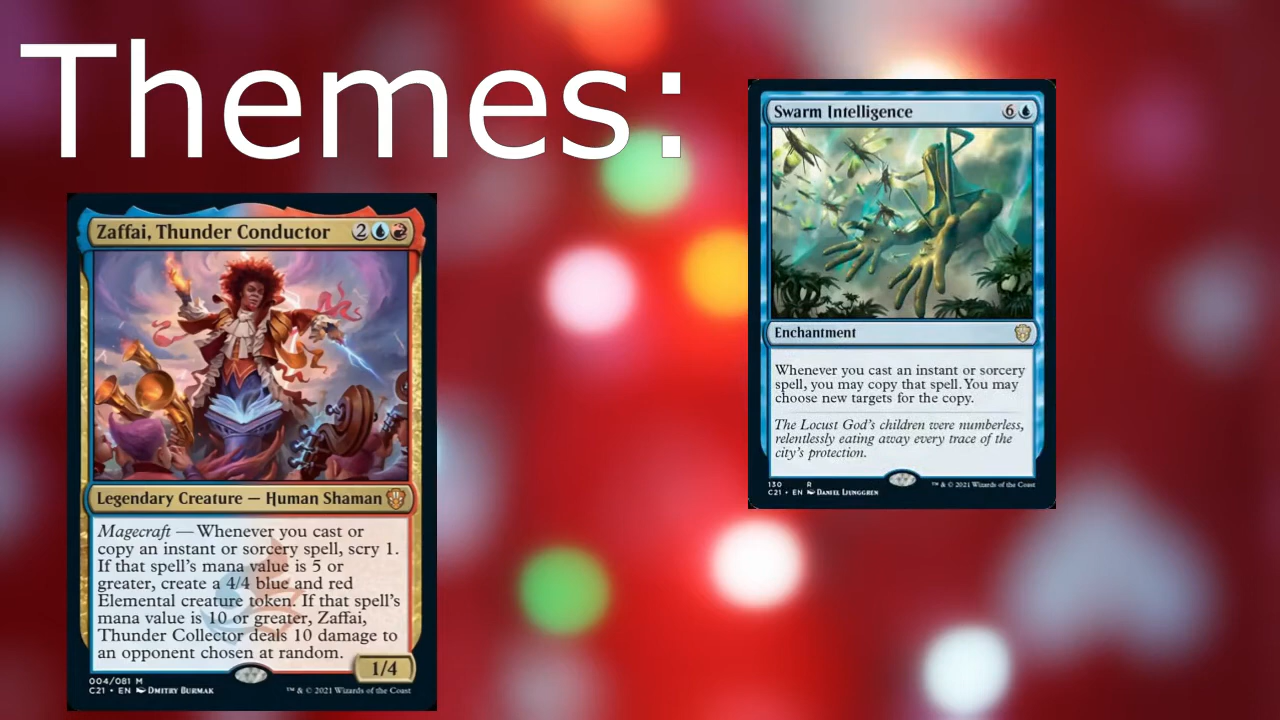 Themes:
Zaffai, Thunder Conductor 2
Legendary Creature — Human Shaman
Magecraft — Whenever you cast or
copy an instant or sorcery spell, scry 1.
If that spell's mana value is 5 or
greater, create a 4/4 blue and red
Elemental creature token. If that spell's
mana value is 10 or greater, Zaffai,
Thunder Collector deals 10 damage to
an opponent chosen at random.
1/4
004/081 M
C21 • EN Dmitry Burmak ™ & © 2021 Wizards of the Coast
Swarm Intelligence 6
Enchantment
Whenever you cast an instant or sorcery
spell, you may copy that spell. You may
choose new targets for the copy.
The Locust God's children were numberless,
relentlessly eating away every trace of the
city's protection.
130 R
C21 • EN Daniel Ljunggren ™ & © 2021 Wizards of the Coast